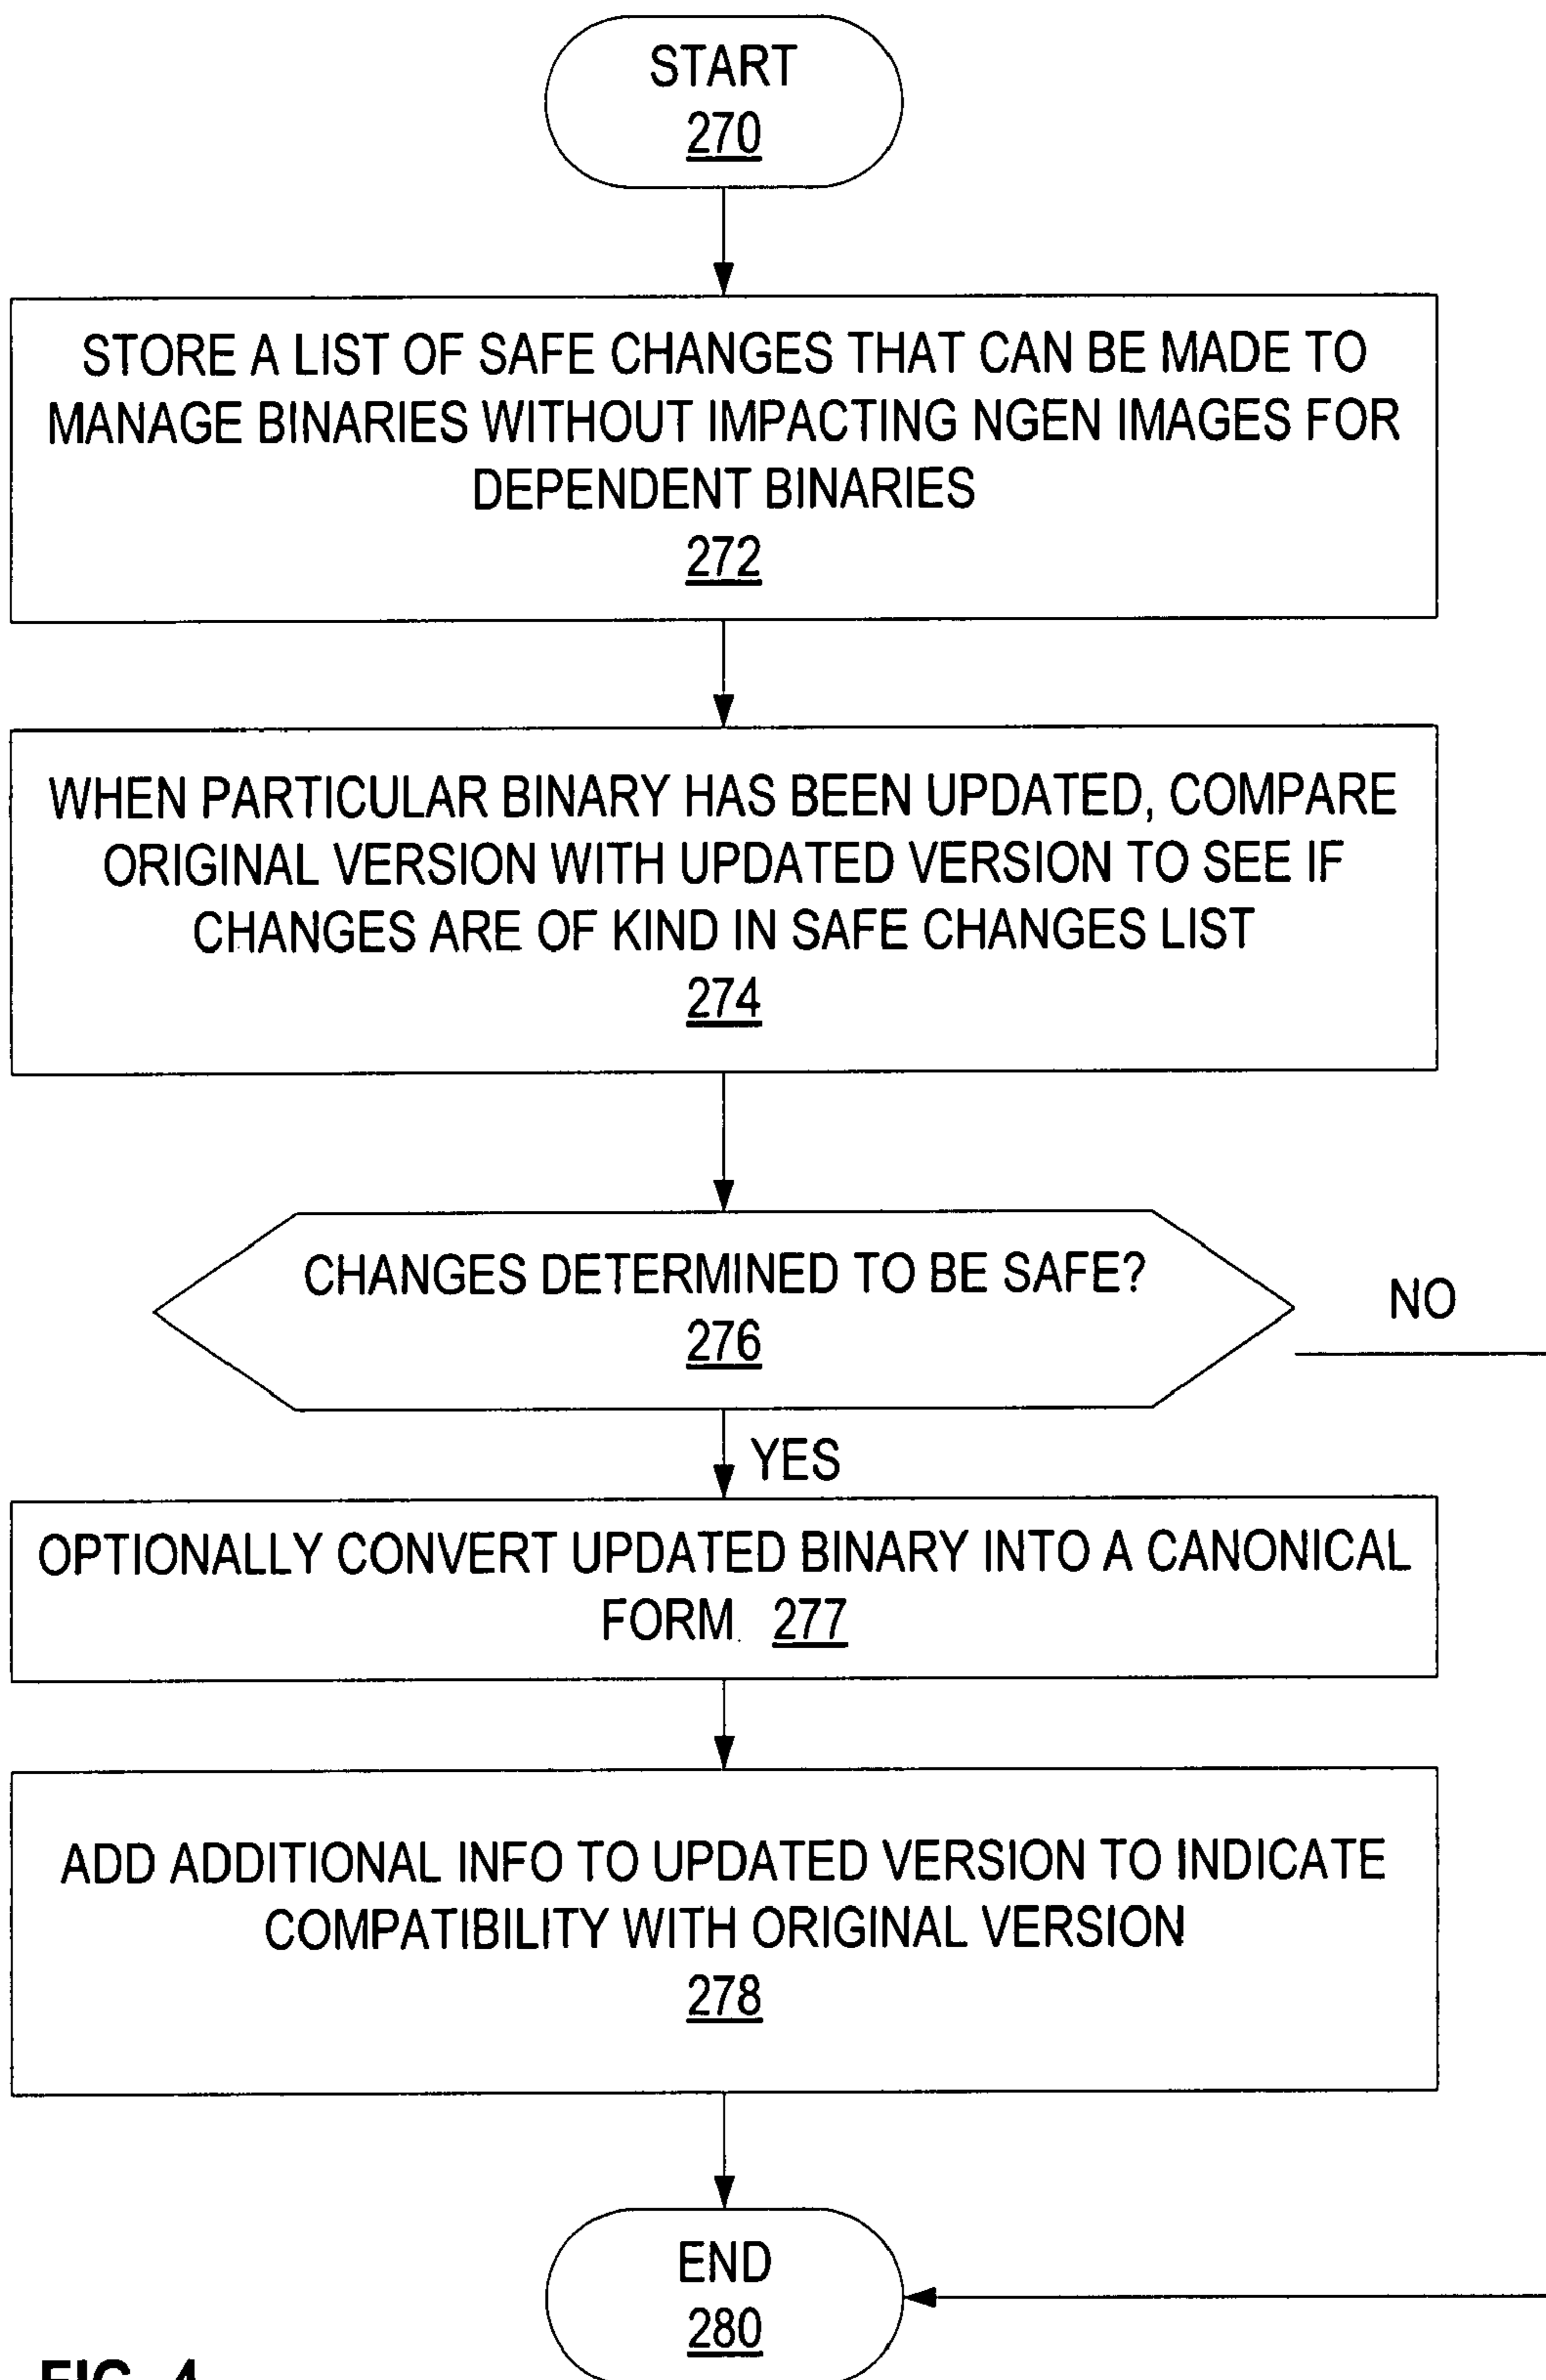 START
270
STORE A LIST OF SAFE CHANGES THAT CAN BE MADE TO
MANAGE BINARIES WITHOUT IMPACTING NGEN IMAGES FOR
DEPENDENT BINARIES
272
WHEN PARTICULAR BINARY HAS BEEN UPDATED, COMPARE
ORIGINAL VERSION WITH UPDATED VERSION TO SEE IF
CHANGES ARE OF KIND IN SAFE CHANGES LIST
274
CHANGES DETERMINED TO BE SAFE?
276
NO
YES
OPTIONALLY CONVERT UPDATED BINARY INTO A CANONICAL
FORM 277
ADD ADDITIONAL INFO TO UPDATED VERSION TO INDICATE
COMPATIBILITY WITH ORIGINAL VERSION
278
END
280
FIG. 4